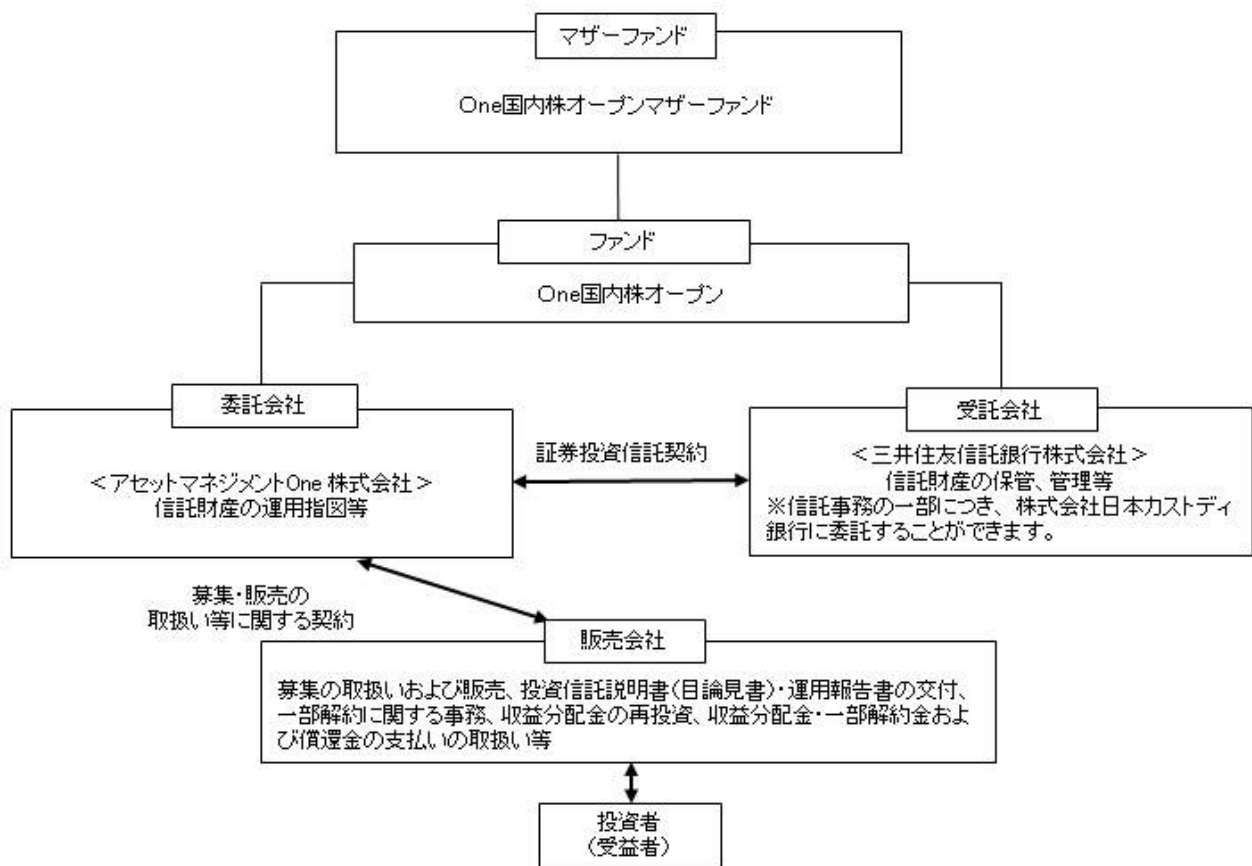 マザーファンド
One国内株オープンマザーファンド
ファンド
One国内株オープン
委託会社
＜アセットマネジメントOne 株式会社＞
信託財産の運用指図等
証券投資信託契約
受託会社
＜三井住友信託銀行株式会社＞
信託財産の保管、管理等
※信託事務の一部につき、株式会社日本カストディ
銀行に委託することができます。
募集・販売の
取扱い等に関する契約
販売会社
募集の取扱いおよび販売、投資信託説明書（目論見書）・運用報告書の交付、
一部解約に関する事務、収益分配金の再投資、収益分配金・一部解約金およ
び償還金の支払いの取扱い等
投資者
（受益者）